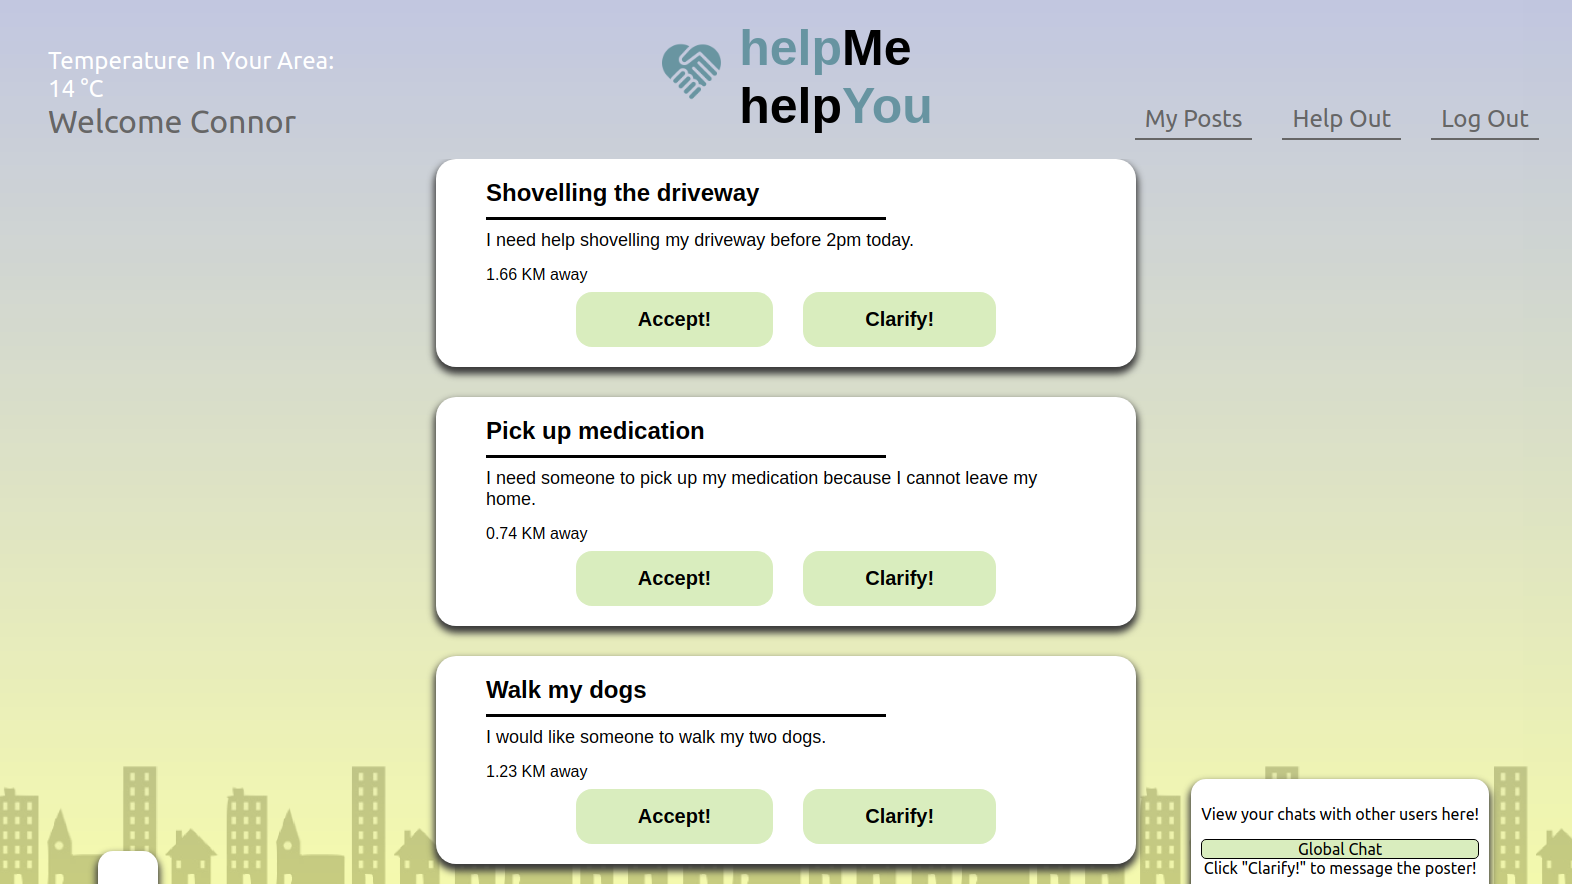 Temperature In Your Area:
14 °C
Welcome Connor
helpMe
helpYou
My Posts
Help Out
Log Out
Shovelling the driveway
I need help shovelling my driveway before 2pm today.
1.66 KM away
Accept!
Clarify!
Pick up medication
I need someone to pick up my medication because I cannot leave my
home.
0.74 KM away
Accept!
Clarify!
Walk my dogs
I would like someone to walk my two dogs.
1.23 KM away
Accept!
Clarify!
View your chats with other users here!
Global Chat
Click "Clarify!" to message the poster!